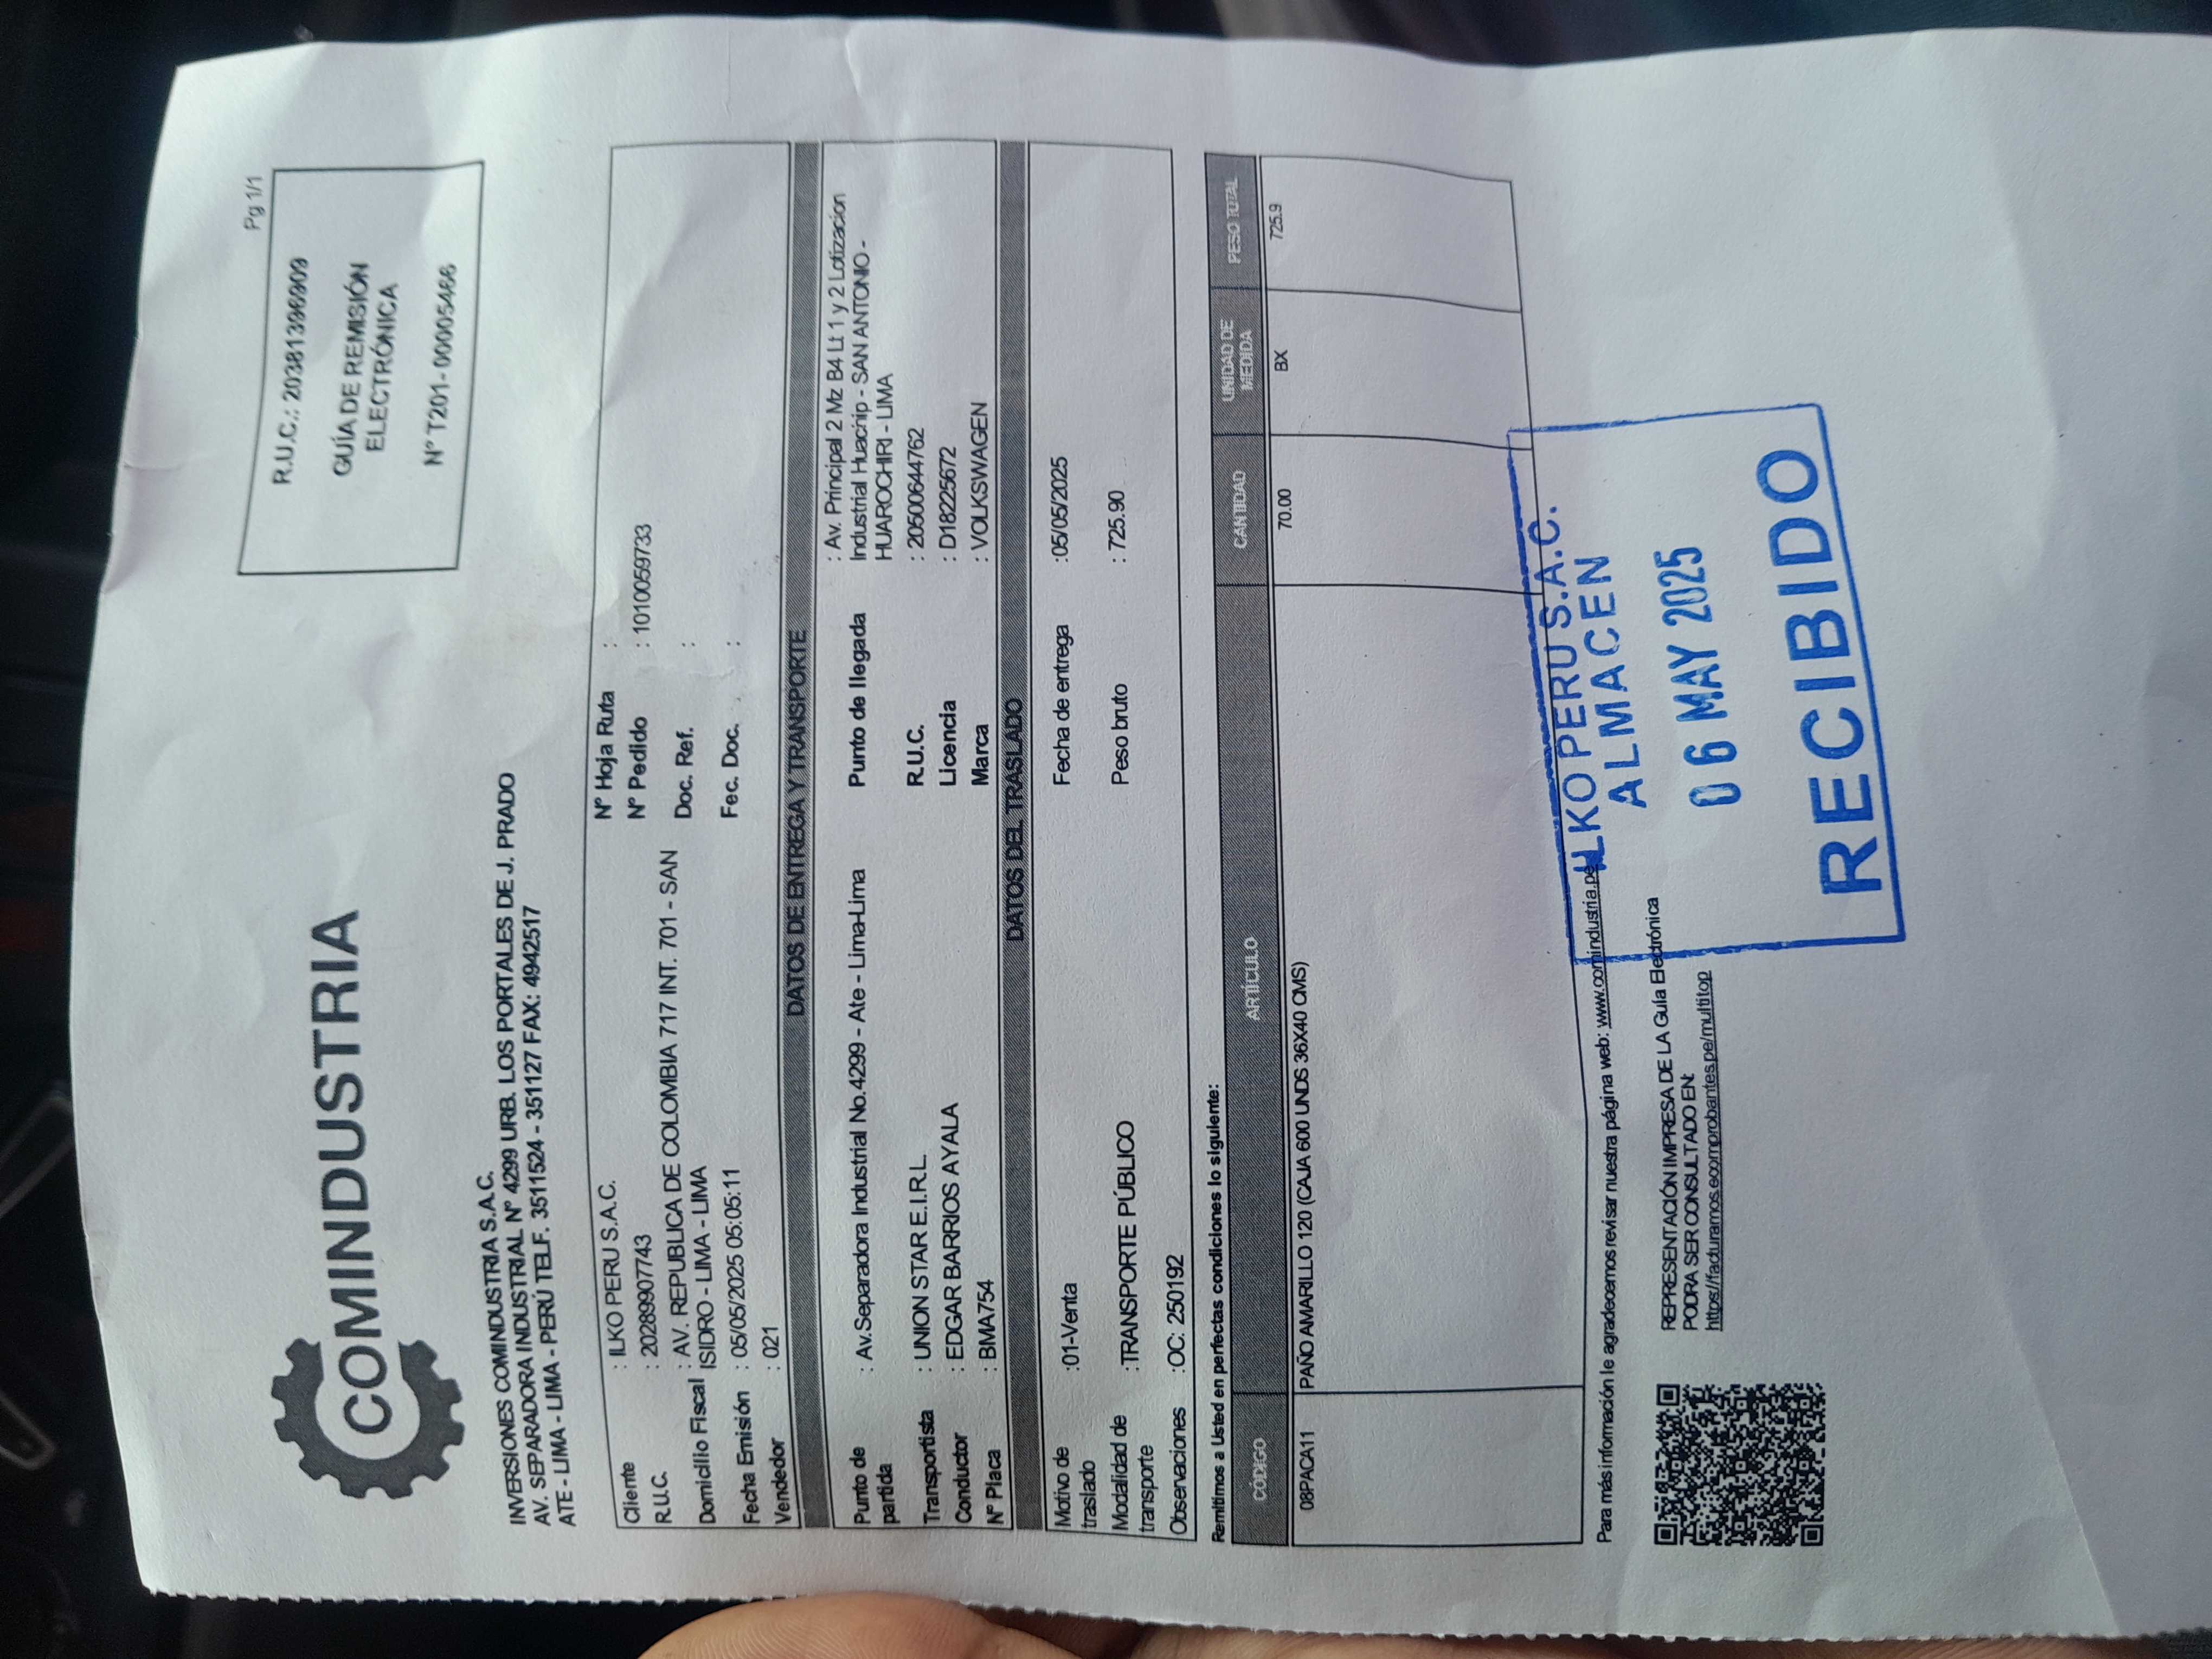 Pg 1/1
COMINDUSTRIA
R.U.C.: 20381396909
GUÍA DE REMISIÓN
ELECTRÓNICA
N° T201-00005466
INVERSIONES COMINDUSTRIA S.A.C.
AV. SEPARADORA INDUSTRIAL Nº 4299 URB. LOS PORTALES DE J. PRADO
ATE - LIMA - LIMA - PERÚ TELF. 3511524 - 351127 FAX: 4942517
Cliente : ILKO PERU S.A.C. Nº Hoja Ruta :
R.U.C. : 20289907743 Nº Pedido : 1010059733
Domicilio Fiscal : AV. REPUBLICA DE COLOMBIA 717 INT. 701 - SAN Doc. Ref. :
ISIDRO - LIMA - LIMA
Fecha Emisión : 05/05/2025 05:05:11 Fec. Doc. :
Vendedor : 021
DATOS DE ENTREGA Y TRANSPORTE
Punto de partida : Av.Separadora Industrial No.4299 - Ate - Lima-Lima Punto de llegada : Av. Principal 2 Mz B4 Lt 1 y 2 Lotizacion
Industrial Huachip - SAN ANTONIO -
HUAROCHIRI - LIMA
Transportista : UNION STAR E.I.R.L. R.U.C. : 20500644762
Conductor : EDGAR BARRIOS AYALA Licencia : D18225672
Nº Placa : BMA754 Marca : VOLKSWAGEN
DATOS DEL TRASLADO
Motivo de traslado :01-Venta Fecha de entrega :05/05/2025
Modalidad de transporte :TRANSPORTE PÚBLICO Peso bruto : 725.90
Observaciones :OC: 250192
Remitimos a Usted en perfectas condiciones lo siguiente:
CÓDIGO ARTÍCULO CANTIDAD UNIDAD DE MEDIDA PESO TOTAL
08PACA11 PAÑO AMARILLO 120 (CAJA 600 UNDS 36X40 CMS) 70.00 BX 725.9
Para más información le agradecemos revisar nuestra página web: www.comindustria.pe
REPRESENTACIÓN IMPRESA DE LA Guía Electrónica
PODRA SER CONSULTADO EN:
https://facturamos.ecomprobantes.pe/multitop
ILKO PERU S.A.C.
ALMACEN
06 MAY 2025
RECIBIDO